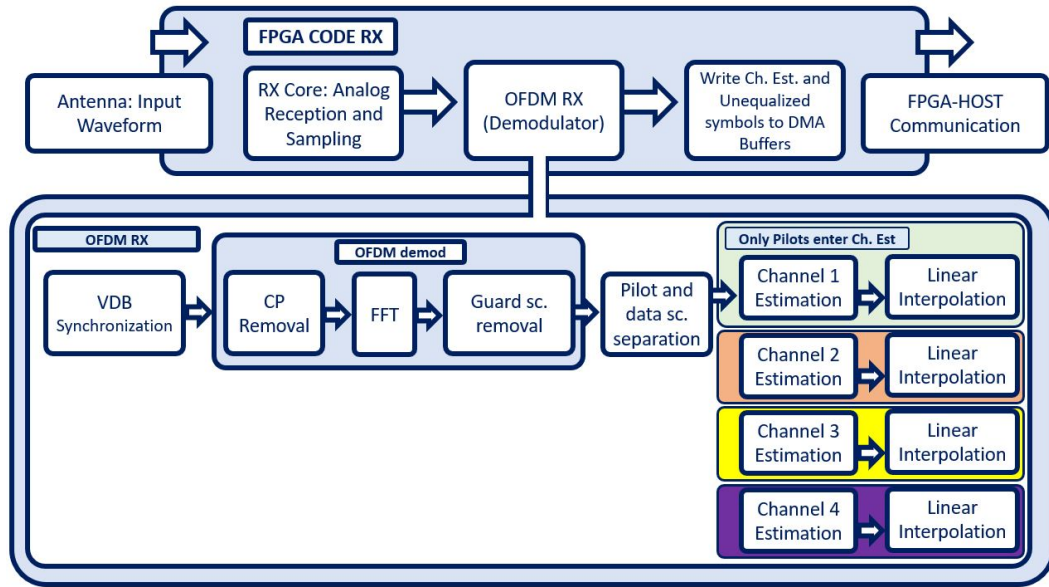 FPGA CODE RX
Antenna: Input
Waveform
RX Core: Analog
Reception and
Sampling
OFDM RX
(Demodulator)
Write Ch. Est. and
Unequalized
symbols to DMA
Buffers
FPGA-HOST
Communication
OFDM RX
VDB
Synchronization
OFDM demod
CP
Removal
FFT
Guard sc.
removal
Pilot and
data sc.
separation
Only Pilots enter Ch. Est
Channel 1
Estimation
Linear
Interpolation
Channel 2
Estimation
Linear
Interpolation
Channel 3
Estimation
Linear
Interpolation
Channel 4
Estimation
Linear
Interpolation